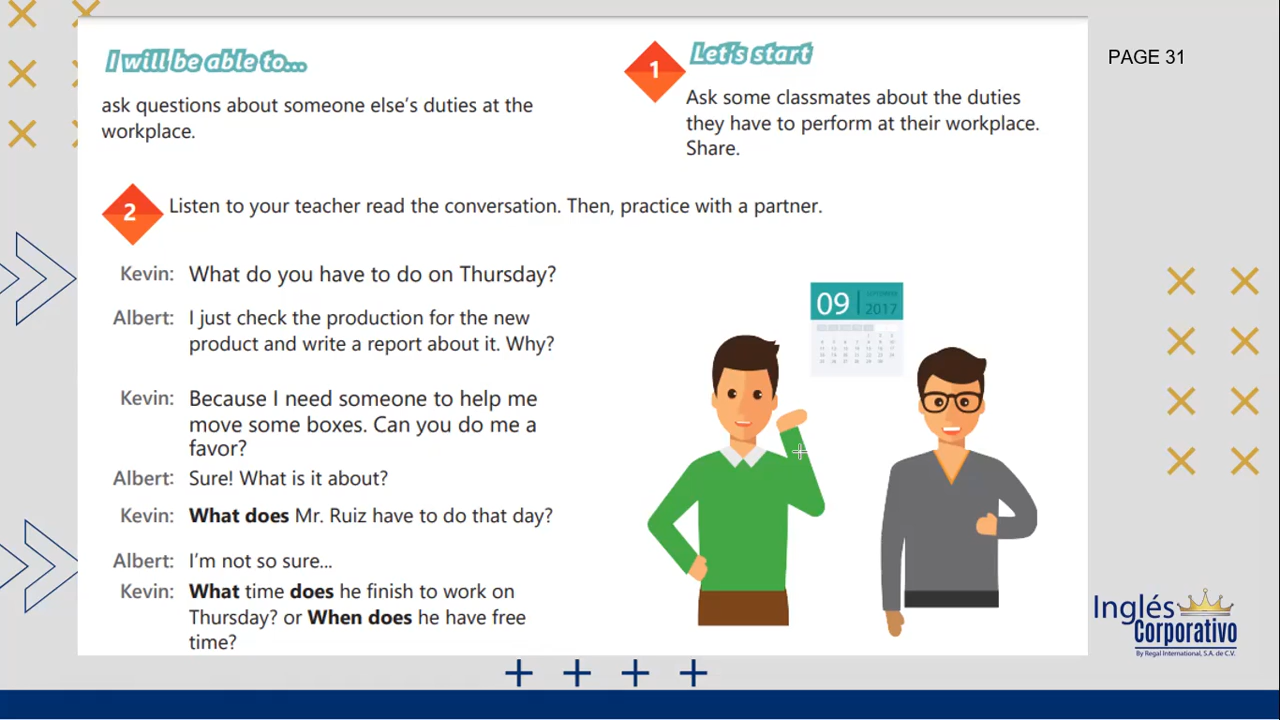 I will be able to...
ask questions about someone else's duties at the
workplace.
1
Let's start
Ask some classmates about the duties
they have to perform at their workplace.
Share.
PAGE 31
2
Listen to your teacher read the conversation. Then, practice with a partner.
Kevin: What do you have to do on Thursday?
Albert: I just check the production for the new
product and write a report about it. Why?
Kevin: Because I need someone to help me
move some boxes. Can you do me a
favor?
Albert: Sure! What is it about?
Kevin: What does Mr. Ruiz have to do that day?
Albert: I'm not so sure...
Kevin: What time does he finish to work on
Thursday? or When does he have free
time?
09
2017
Inglés
Corporativo
By Regal International, S.A. de C.V.